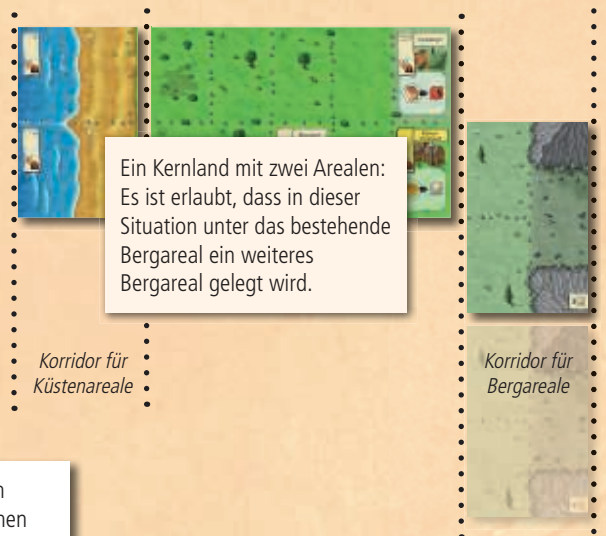 Ein Kernland mit zwei Arealen:
Es ist erlaubt, dass in dieser
Situation unter das bestehende
Bergareal ein weiteres
Bergareal gelegt wird.
Korridor für
Küstenareale
Korridor für
Bergareale